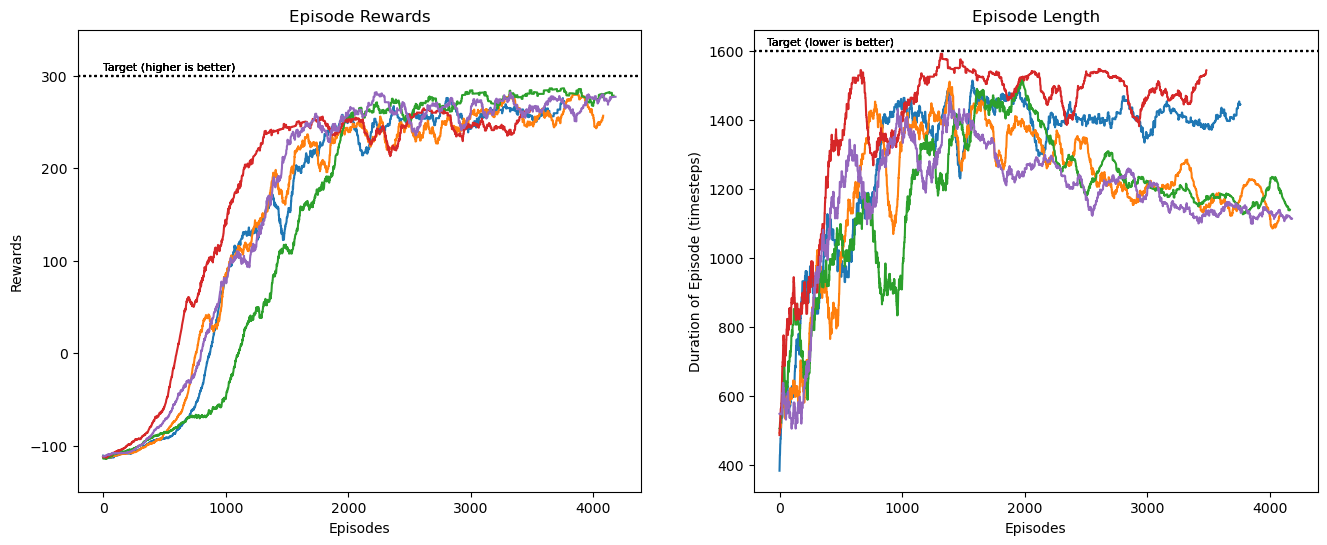 Episode Rewards
Target (higher is better)
300
200
100
0
−100
Rewards
0
1000
2000
3000
4000
Episodes
Episode Length
Target (lower is better)
1600
1400
1200
1000
800
600
400
Duration of Episode (timesteps)
0
1000
2000
3000
4000
Episodes